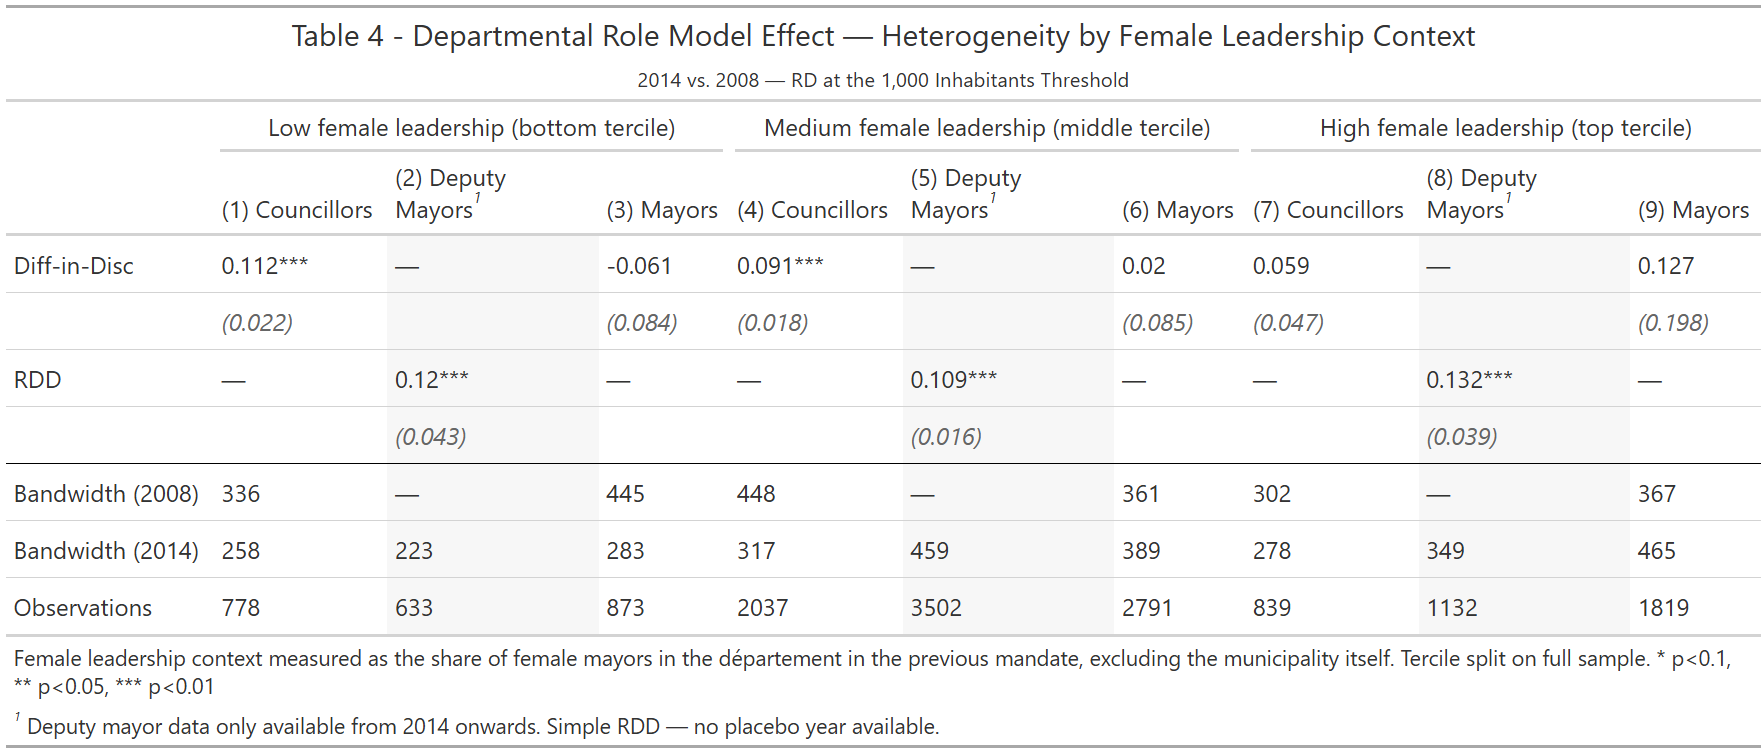 Table 4 - Departmental Role Model Effect — Heterogeneity by Female Leadership Context
2014 vs. 2008 — RD at the 1,000 Inhabitants Threshold
Low female leadership (bottom tercile) Medium female leadership (middle tercile) High female leadership (top tercile)
(1) Councillors (2) Deputy Mayors¹ (3) Mayors (4) Councillors (5) Deputy Mayors¹ (6) Mayors (7) Councillors (8) Deputy Mayors¹ (9) Mayors
Diff-in-Disc 0.112*** — -0.061 0.091*** — 0.02 0.059 — 0.127
(0.022) (0.084) (0.018) (0.085) (0.047) (0.198)
RDD — 0.12*** — — 0.109*** — — 0.132*** —
(0.043) (0.016) (0.039)
Bandwidth (2008) 336 — 445 448 — 361 302 — 367
Bandwidth (2014) 258 223 283 317 459 389 278 349 465
Observations 778 633 873 2037 3502 2791 839 1132 1819
Female leadership context measured as the share of female mayors in the département in the previous mandate, excluding the municipality itself. Tercile split on full sample. * p<0.1,
** p<0.05, *** p<0.01
¹ Deputy mayor data only available from 2014 onwards. Simple RDD — no placebo year available.